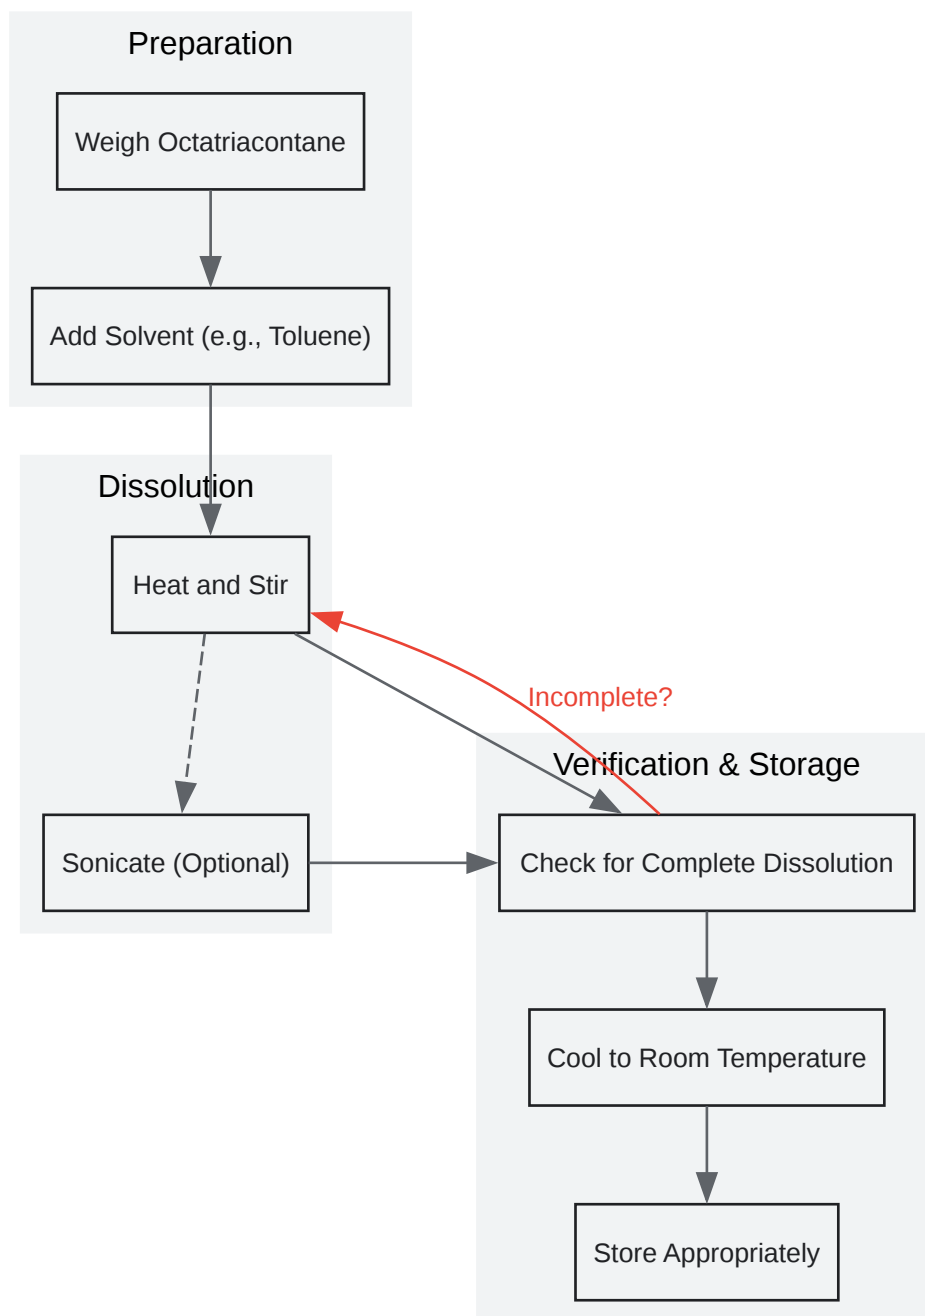 Preparation
Weigh Octatriacontane
Add Solvent (e.g., Toluene)
Dissolution
Heat and Stir
Incomplete?
Verification & Storage
Sonicate (Optional)
Check for Complete Dissolution
Cool to Room Temperature
Store Appropriately